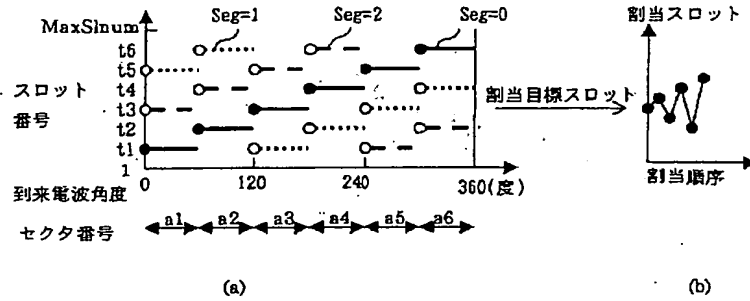 MaxSlnum
Seg=1
Seg=2
Seg=0
割当スロット
t6
t5
t4
t3
t2
t1
1
スロット
番号
割当目標スロット
0
120
240
360(度)
到来電波角度
割当順序
セクタ番号
a1
a2
a3
a4
a5
a6
(a)
(b)